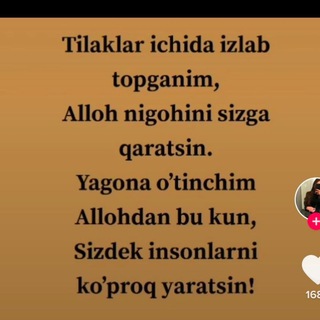 Tilaklar ichida izlab
topganim,
Alloh nigohini sizga
qaratsin.
Yagona o’tinchim
Allohdan bu kun,
Sizdek insonlarni
ko’proq yaratsin!